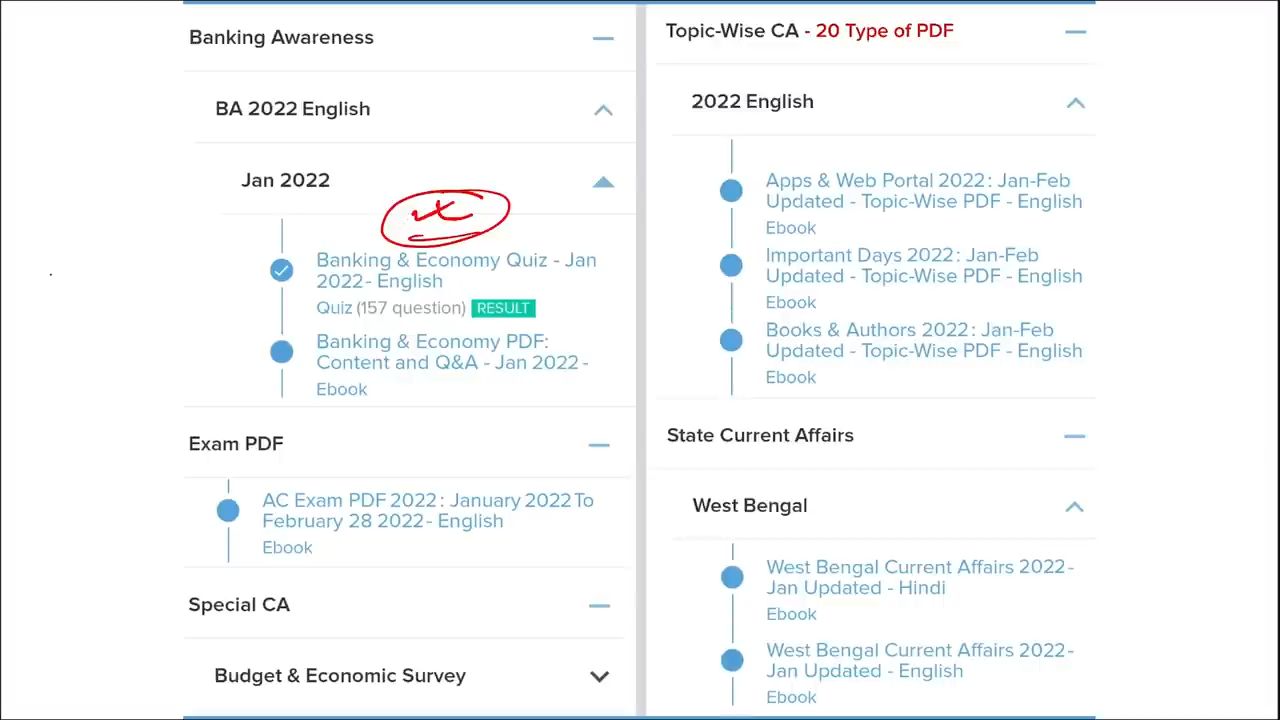 Banking Awareness
BA 2022 English
Jan 2022
Banking & Economy Quiz - Jan
2022- English
Quiz (157 question) RESULT
Banking & Economy PDF:
Content and Q&A - Jan 2022 -
Ebook
Exam PDF
AC Exam PDF 2022 : January 2022 To
February 28 2022- English
Ebook
Special CA
Budget & Economic Survey
Topic-Wise CA - 20 Type of PDF
2022 English
Apps & Web Portal 2022: Jan-Feb
Updated - Topic-Wise PDF - English
Ebook
Important Days 2022: Jan-Feb
Updated - Topic-Wise PDF - English
Ebook
Books & Authors 2022: Jan-Feb
Updated - Topic-Wise PDF - English
Ebook
State Current Affairs
West Bengal
West Bengal Current Affairs 2022-
Jan Updated - Hindi
Ebook
West Bengal Current Affairs 2022-
Jan Updated - English
Ebook